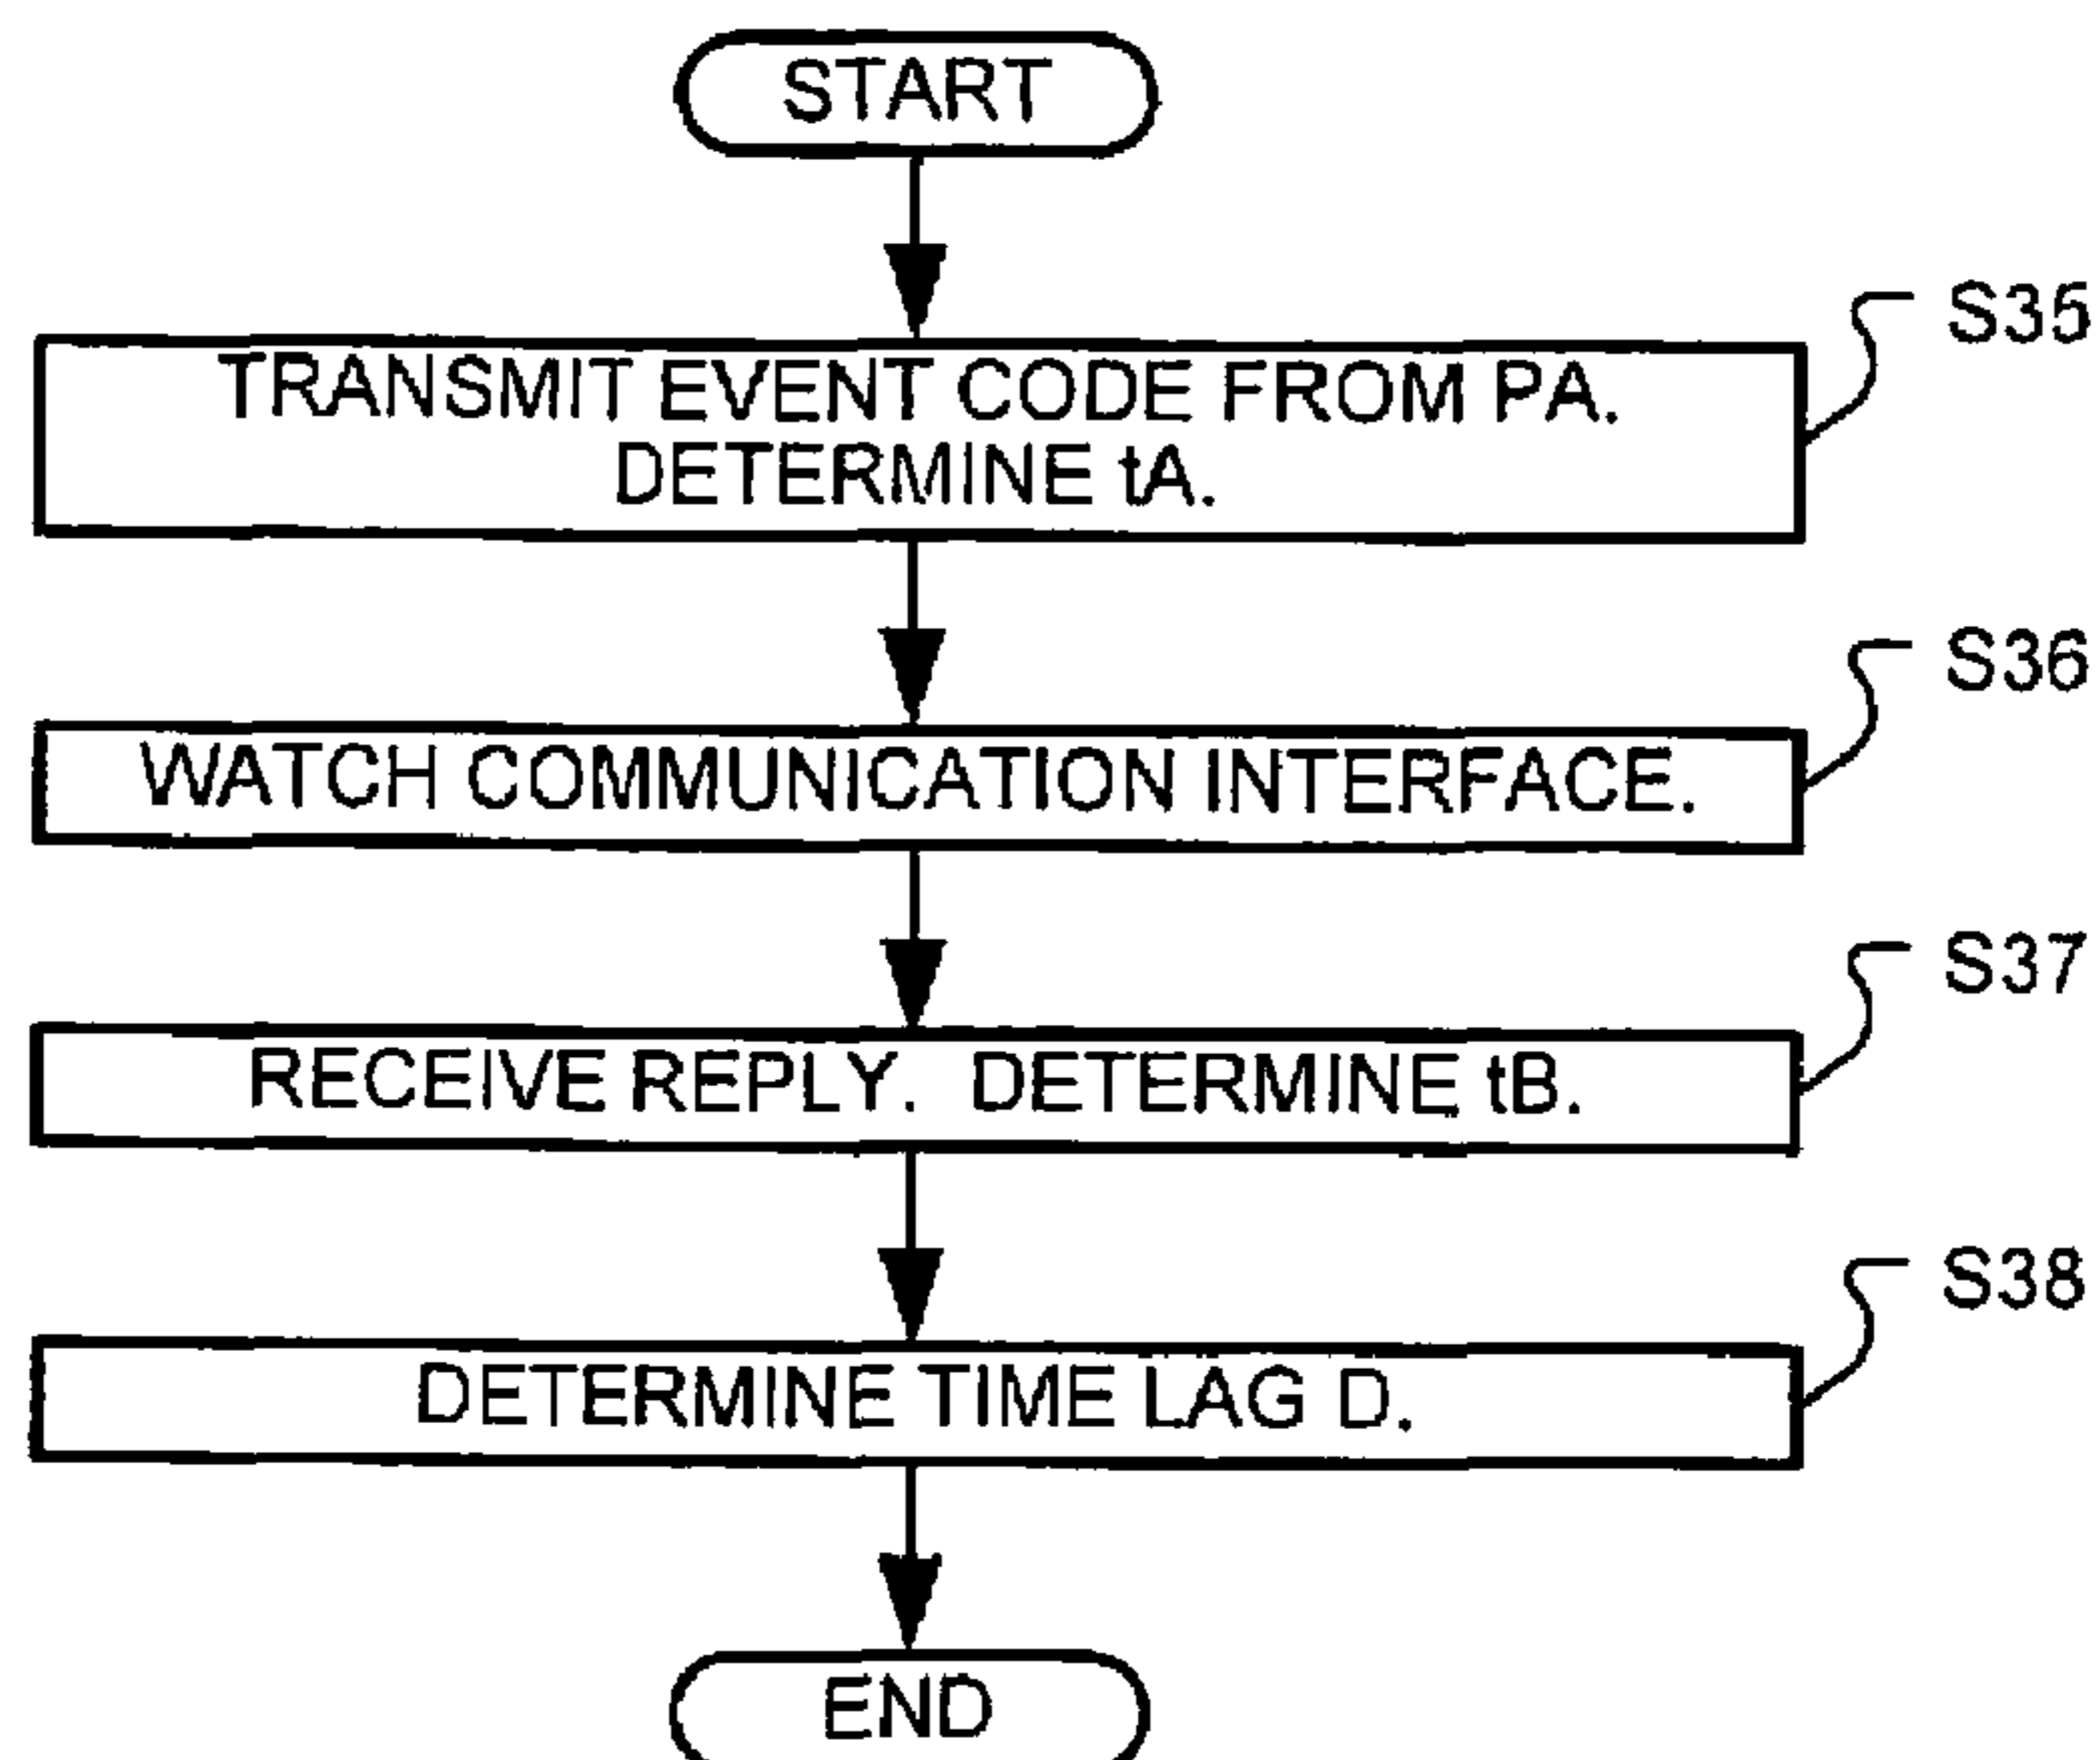 START
S35
TRANSMIT EVENT CODE FROM PA.
DETERMINE tA.
S36
WATCH COMMUNICATION INTERFACE.
S37
RECEIVE REPLY. DETERMINE tB.
S38
DETERMINE TIME LAG D.
END